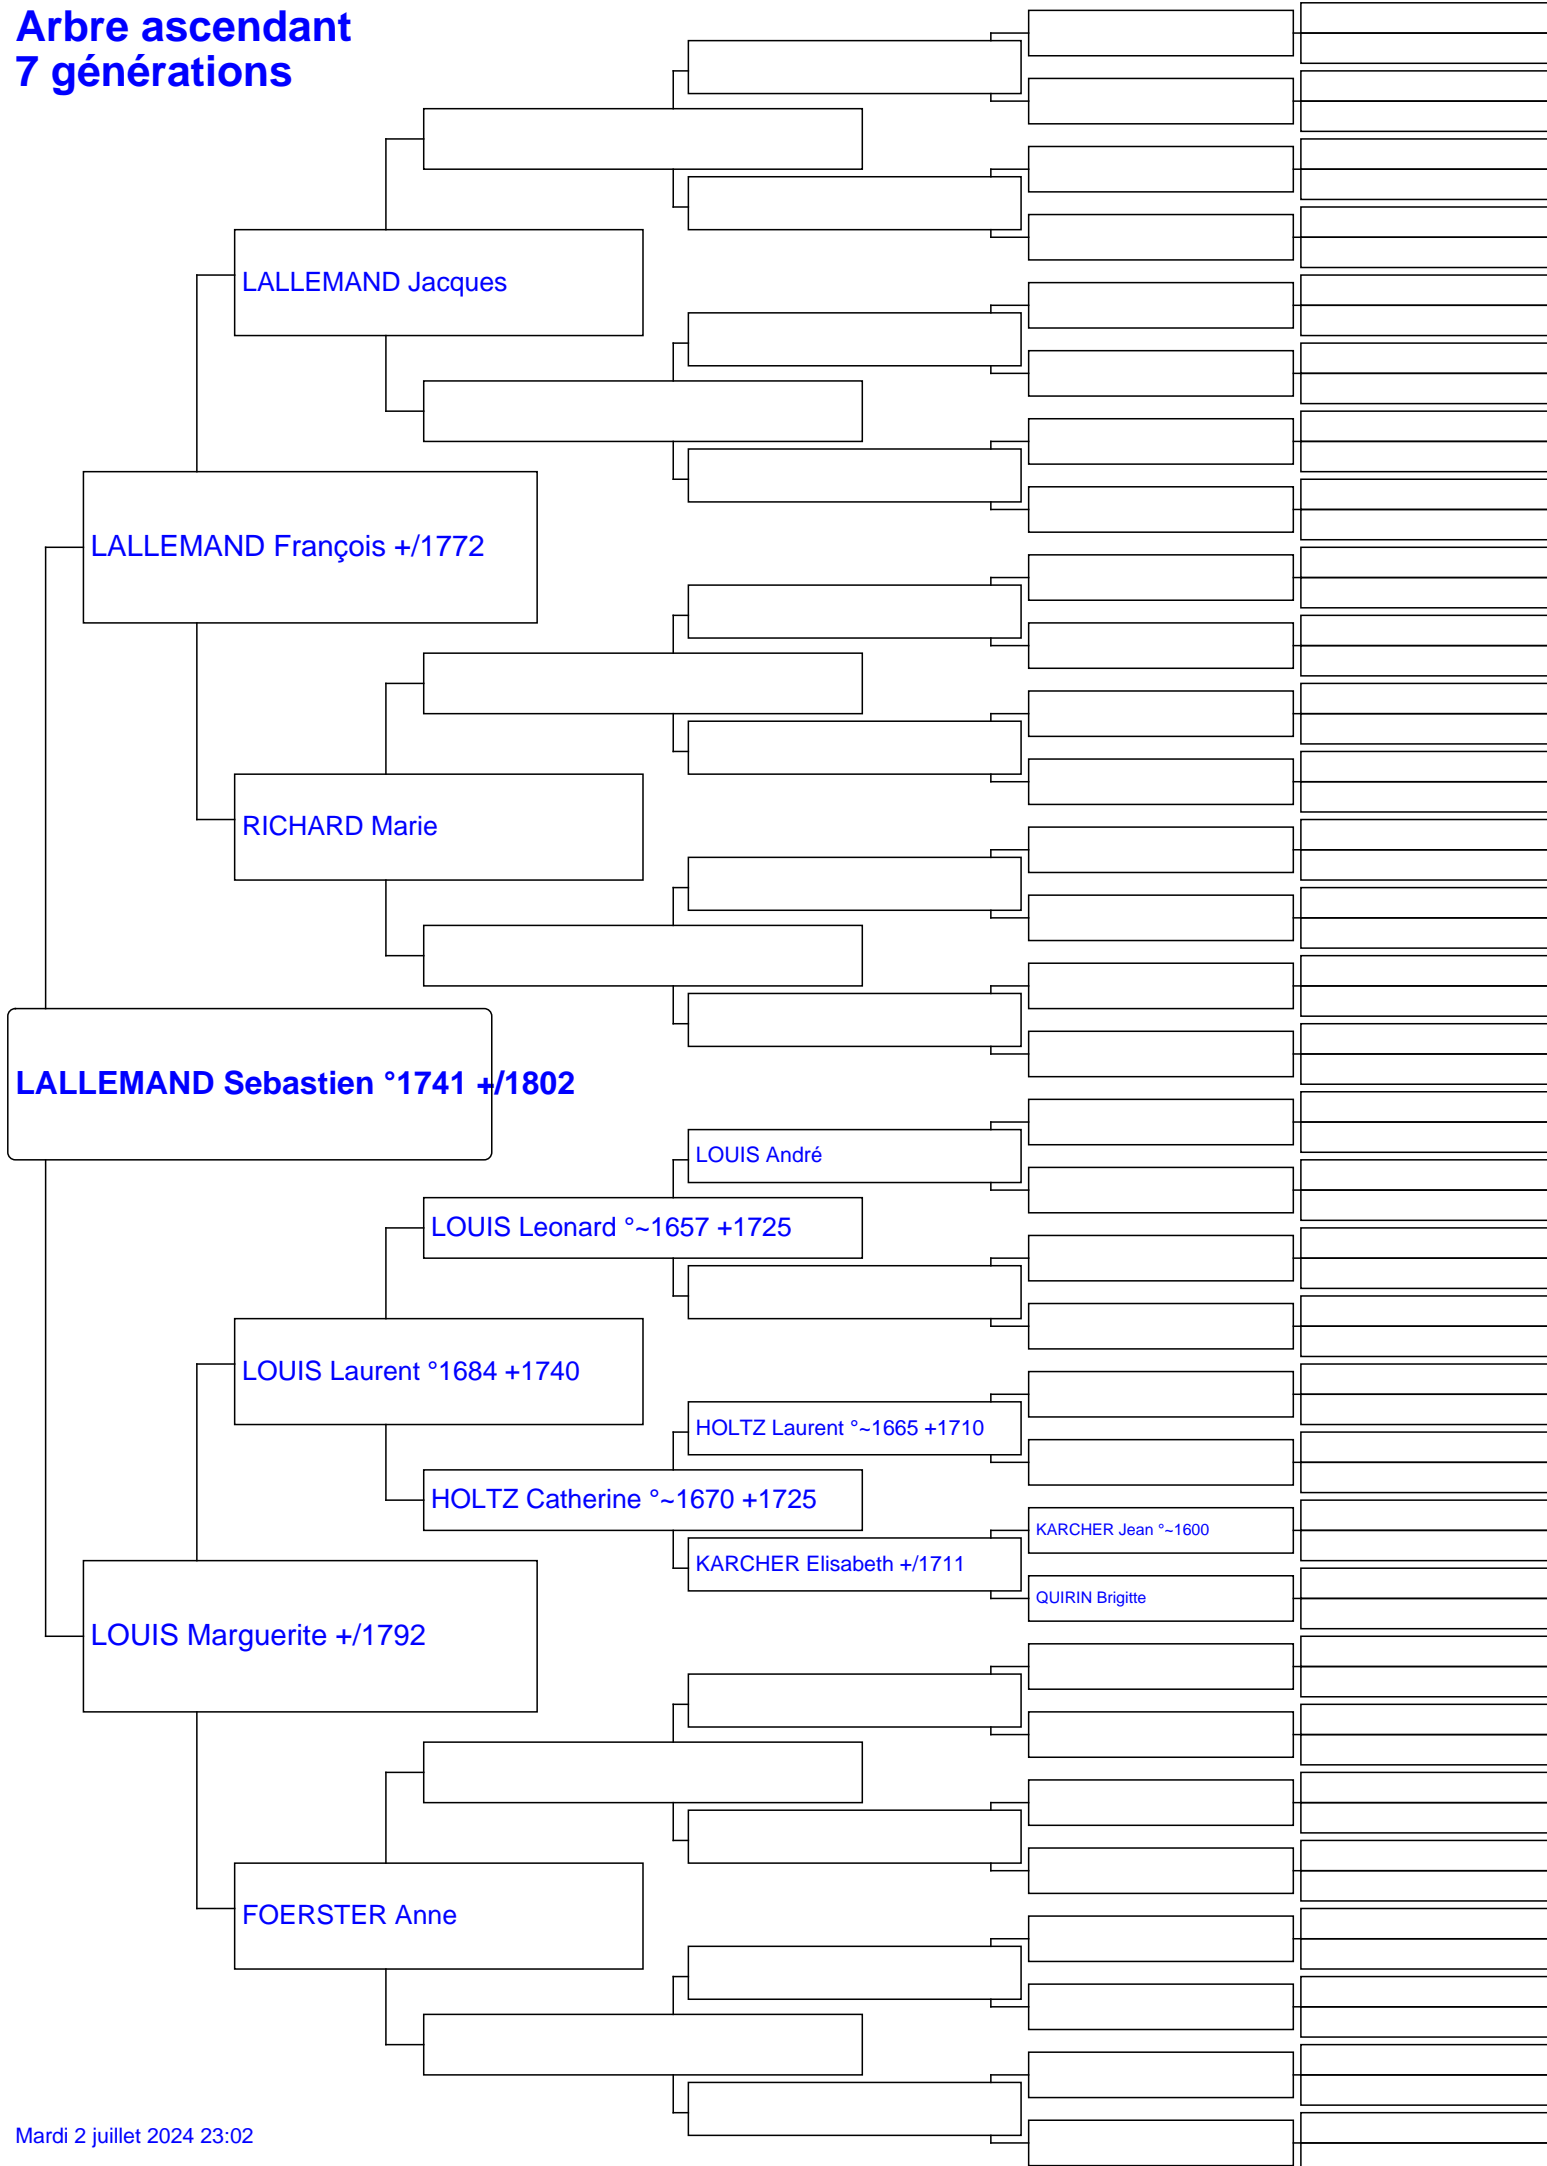 Arbre ascendant
7 générations
LALLEMAND Jacques
LALLEMAND François +/1772
RICHARD Marie
LALLEMAND Sebastien °1741 +/1802
LOUIS André
LOUIS Leonard °~1657 +1725
LOUIS Laurent °1684 +1740
HOLTZ Laurent °~1665 +1710
HOLTZ Catherine °~1670 +1725
KARCHER Jean °~1600
KARCHER Elisabeth +/1711
QUIRIN Brigitte
LOUIS Marguerite +/1792
FOERSTER Anne
Mardi 2 juillet 2024 23:02